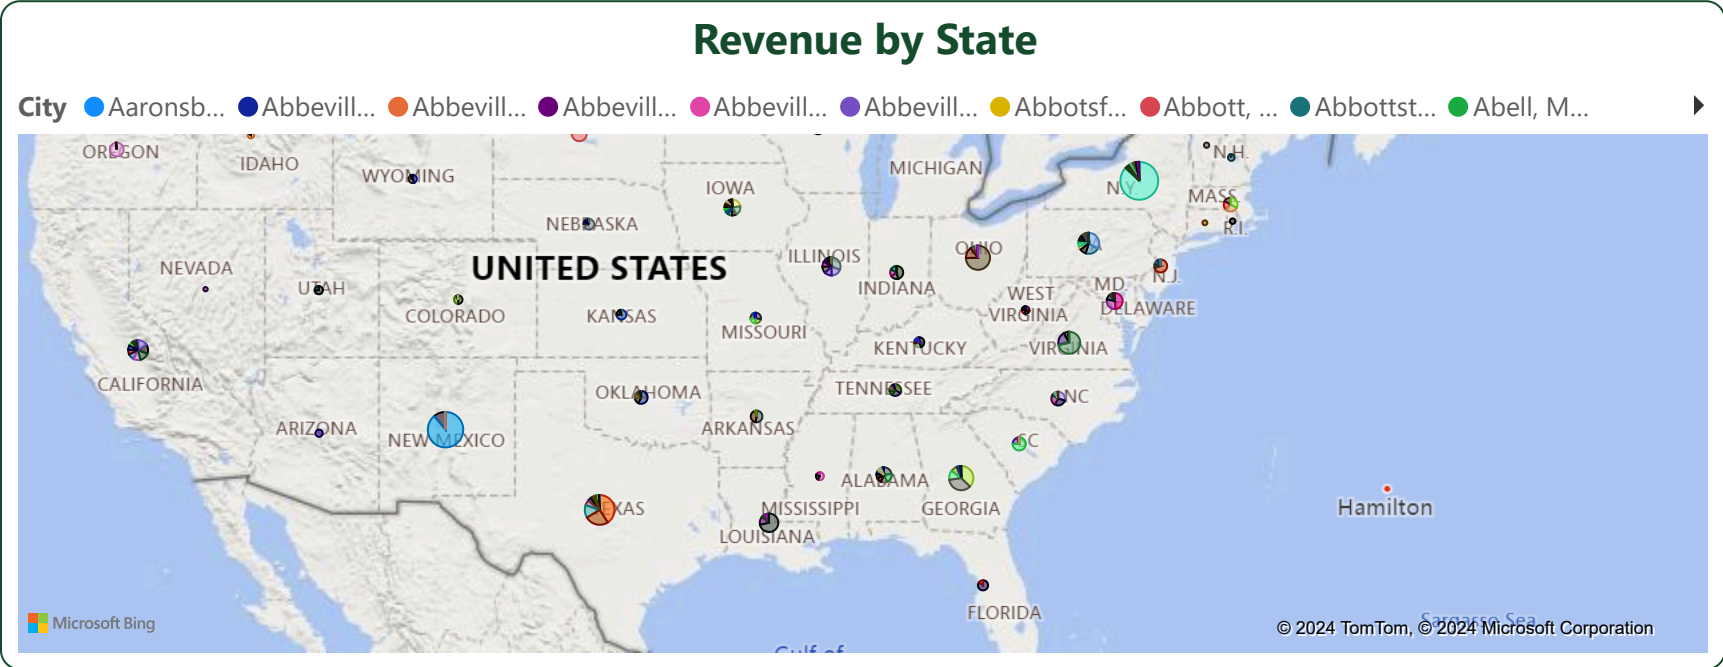 Revenue by State
City Aaronsb... Abbevill... Abbevill... Abbevill... Abbevill... Abbevill... Abbotsf... Abbott, ... Abbottst... Abell, M...
OREGON
IDAHO
WYOMING
IOWA
MICHIGAN
N.Y.
N.H.
MASS
R.I.
NEBRASKA
UNITED STATES
NEVADA
UTAH
COLORADO
KANSAS
MISSOURI
ILLINOIS
INDIANA
OHIO
WEST
VIRGINIA
MD.
N.J.
DELAWARE
CALIFORNIA
KENTUCKY
VIRGINIA
OKLAHOMA
TENNESSEE
NC
ARIZONA
NEW MEXICO
ARKANSAS
SC
EXAS
MISSISSIPPI
ALABAMA
GEORGIA
LOUISIANA
Hamilton
FLORIDA
Microsoft Bing
Gulf of
Sargasso Sea
© 2024 TomTom, © 2024 Microsoft Corporation